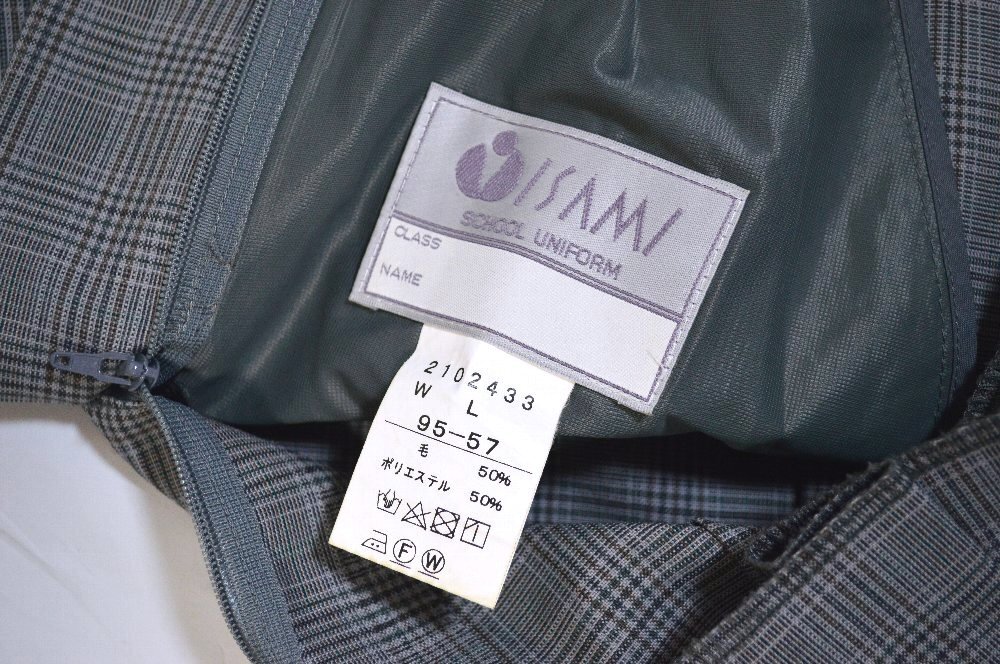 ISAMI
SCHOOL UNIFORM
CLASS
NAME
2102433
W L
95-57
毛 50%
ポリエステル 50%
F W